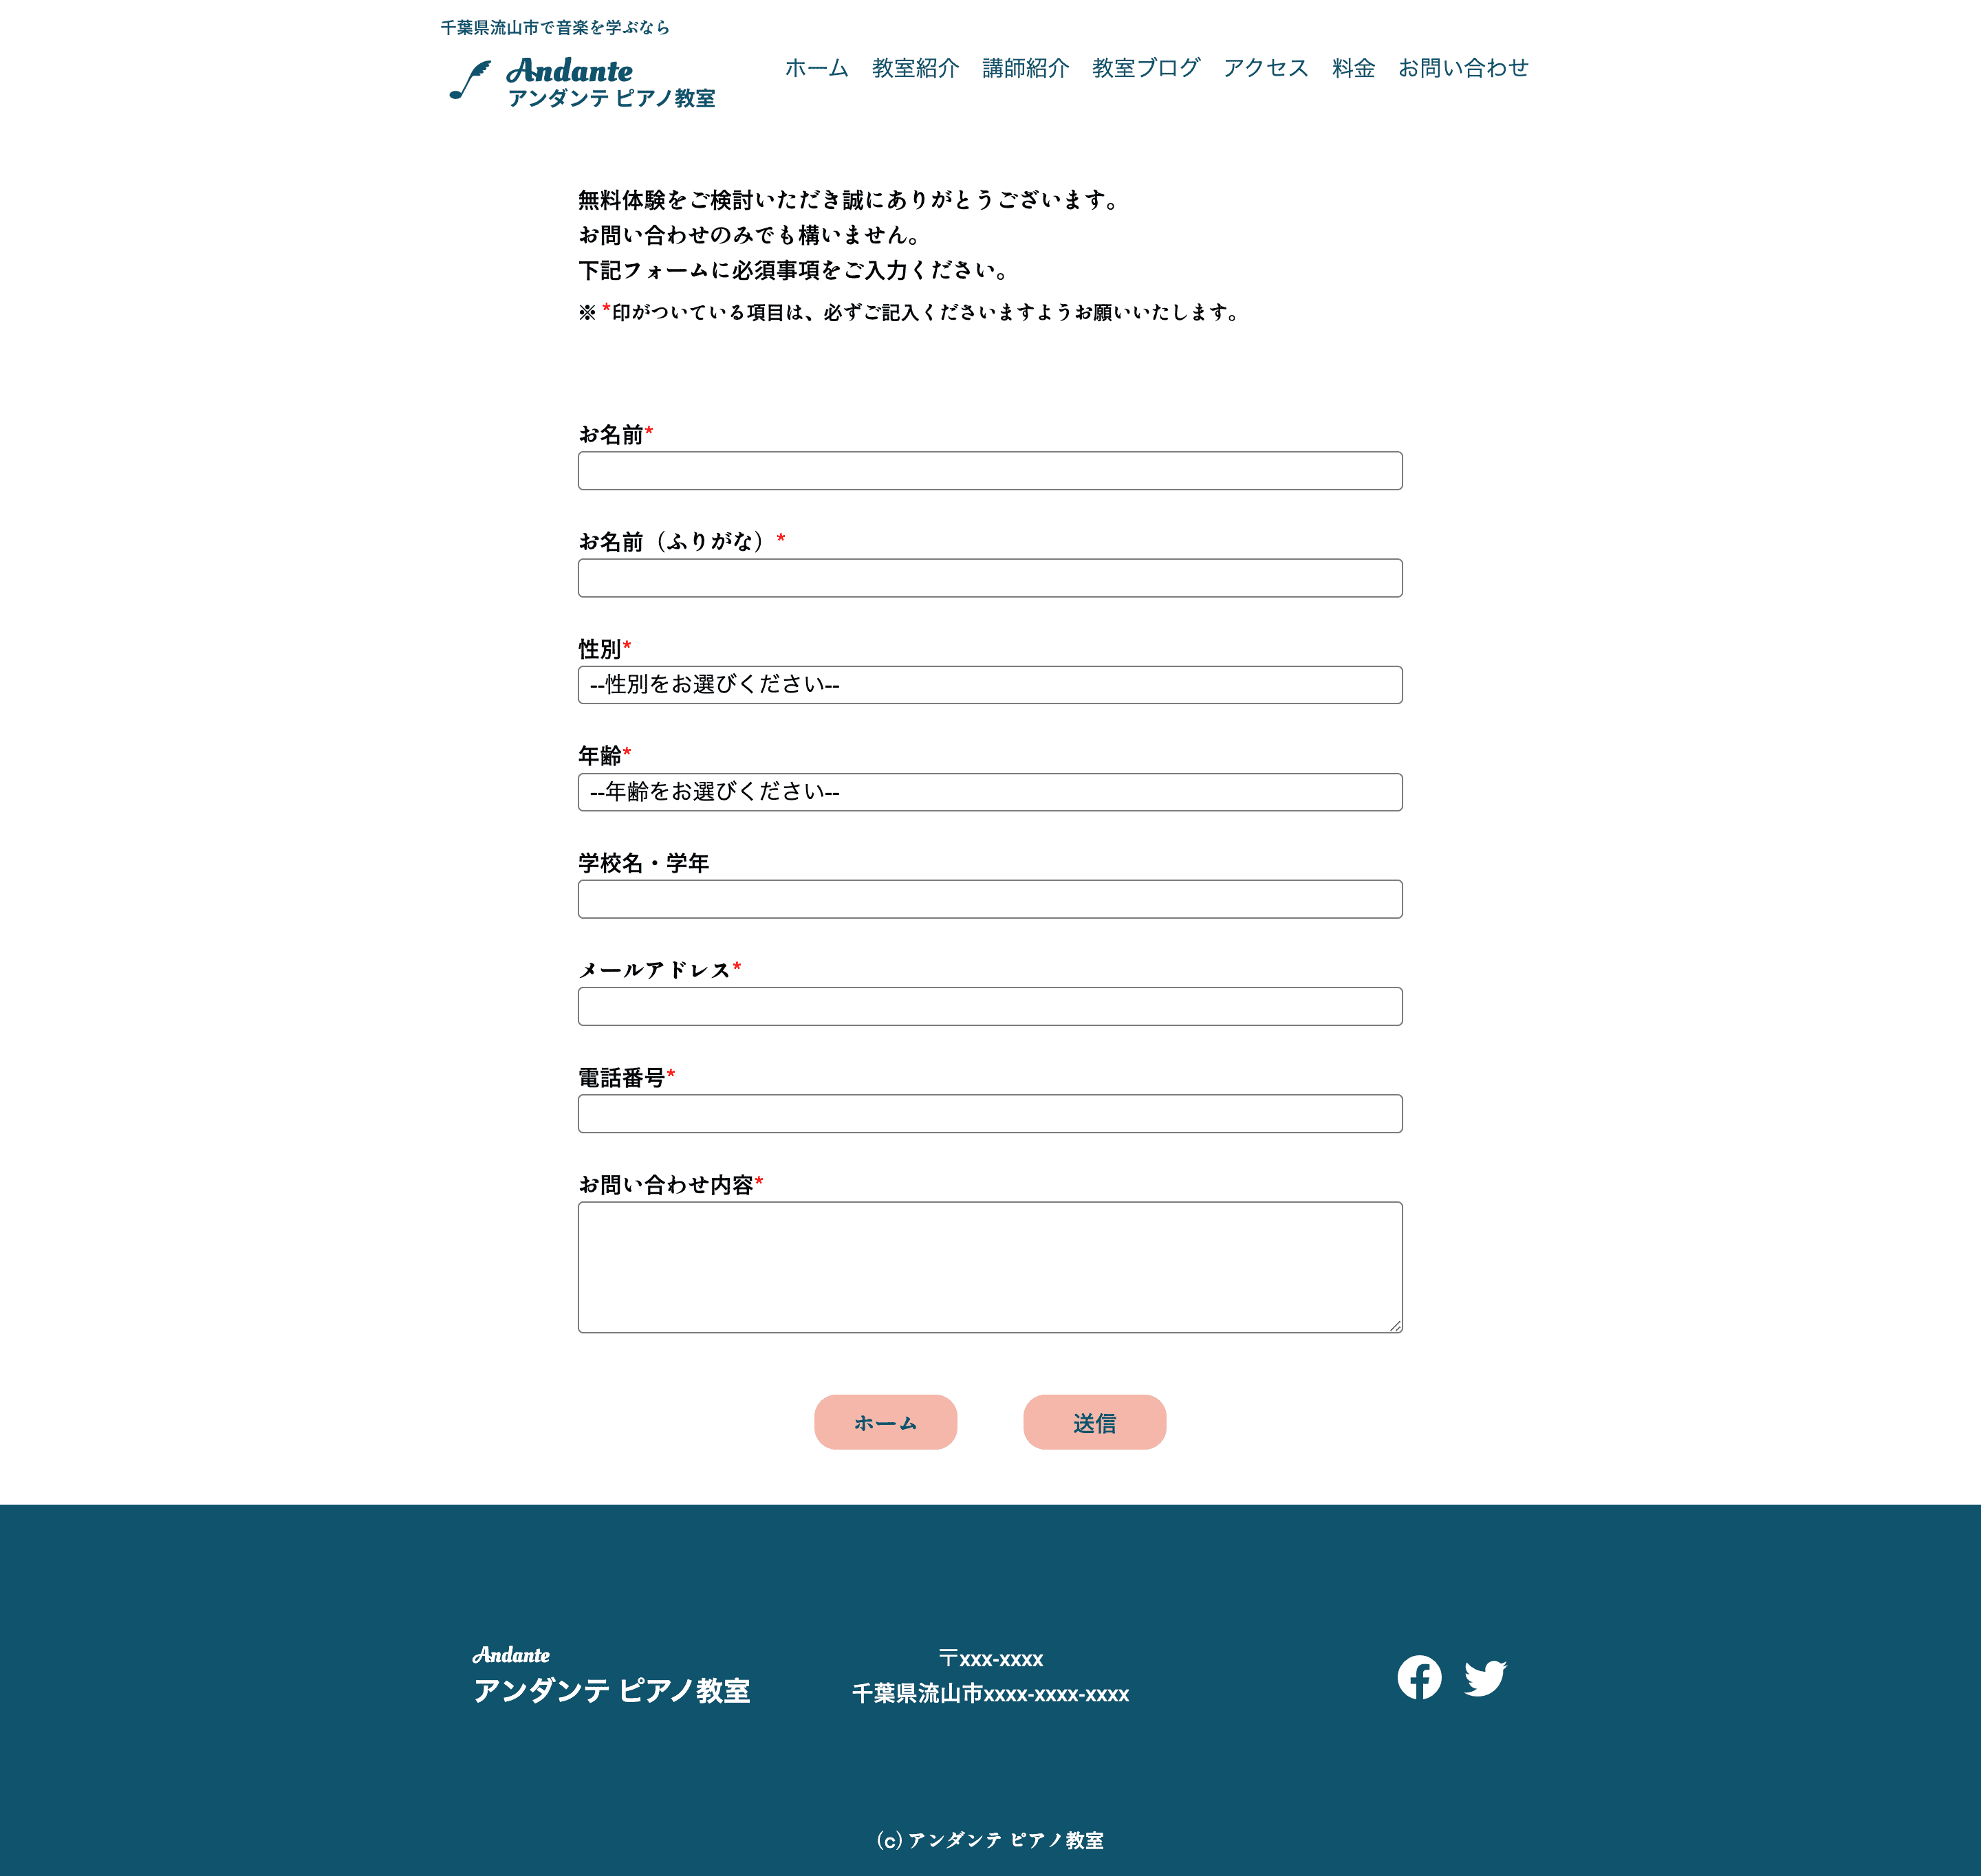 千葉県流山市で音楽を学ぶなら
Andante
アンダンテ ピアノ教室
ホーム 教室紹介 講師紹介 教室ブログ アクセス 料金 お問い合わせ
無料体験をご検討いただき誠にありがとうございます。
お問い合わせのみでも構いません。
下記フォームに必須事項をご入力ください。
※ *印がついている項目は、必ずご記入くださいますようお願いいたします。
お名前*
お名前（ふりがな）*
性別*
--性別をお選びください--
年齢*
--年齢をお選びください--
学校名・学年
メールアドレス*
電話番号*
お問い合わせ内容*
ホーム 送信
Andante
アンダンテ ピアノ教室
〒xxx-xxxx
千葉県流山市xxxx-xxxx-xxxx
(c) アンダンテ ピアノ教室